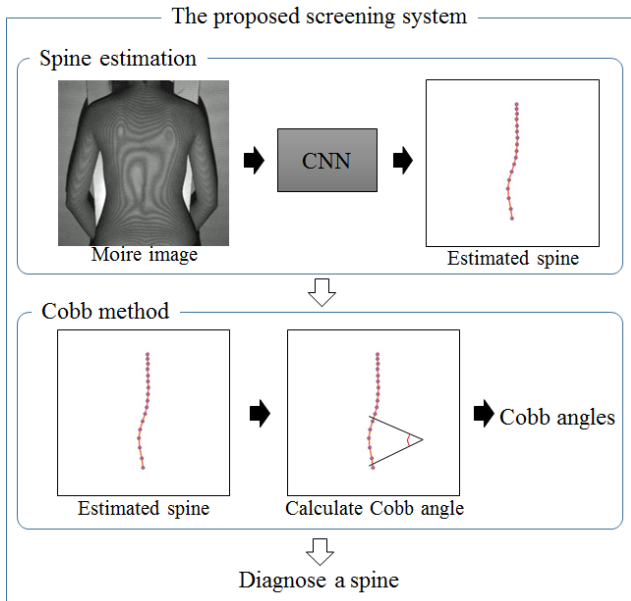 The proposed screening system
Spine estimation
CNN
Moire image
Estimated spine
Cobb method
Cobb angles
Estimated spine
Calculate Cobb angle
Diagnose a spine